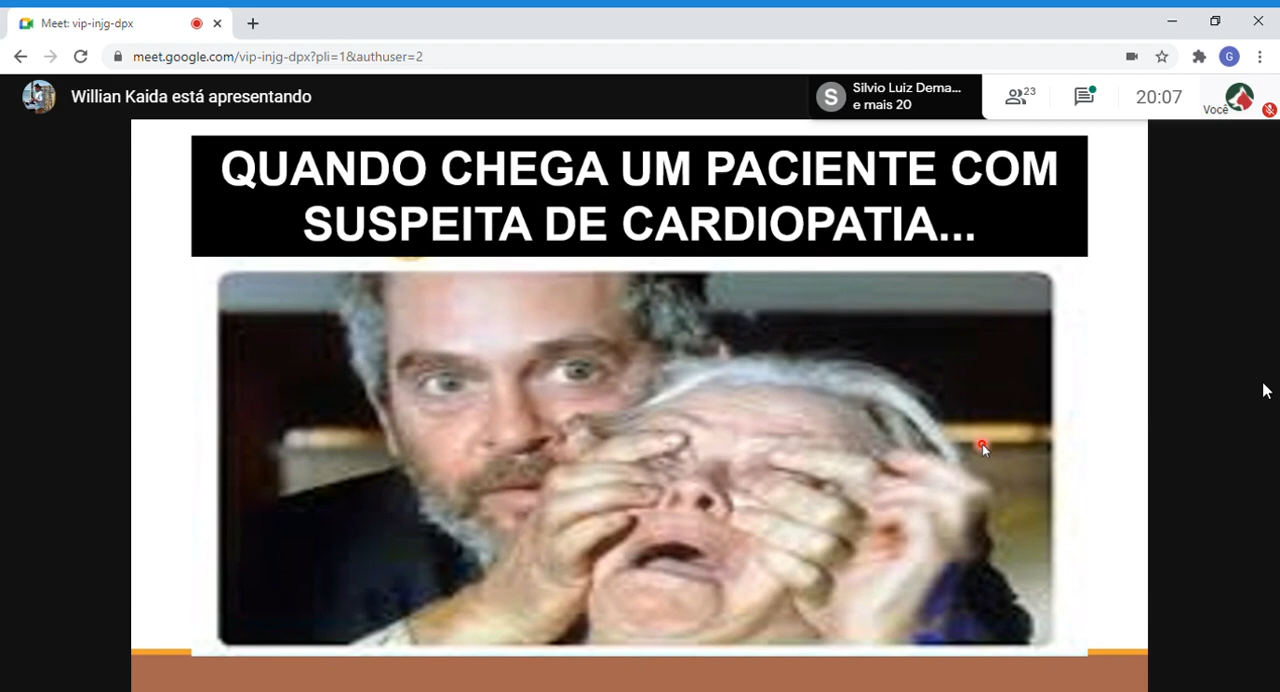 Meet: vip-injg-dpx
meet.google.com/vip-injg-dpx?pli=1&authuser=2
G
Willian Kaida está apresentando
S
Silvio Luiz Dema...
e mais 20
23
20:07
Você
QUANDO CHEGA UM PACIENTE COM
SUSPEITA DE CARDIOPATIA...